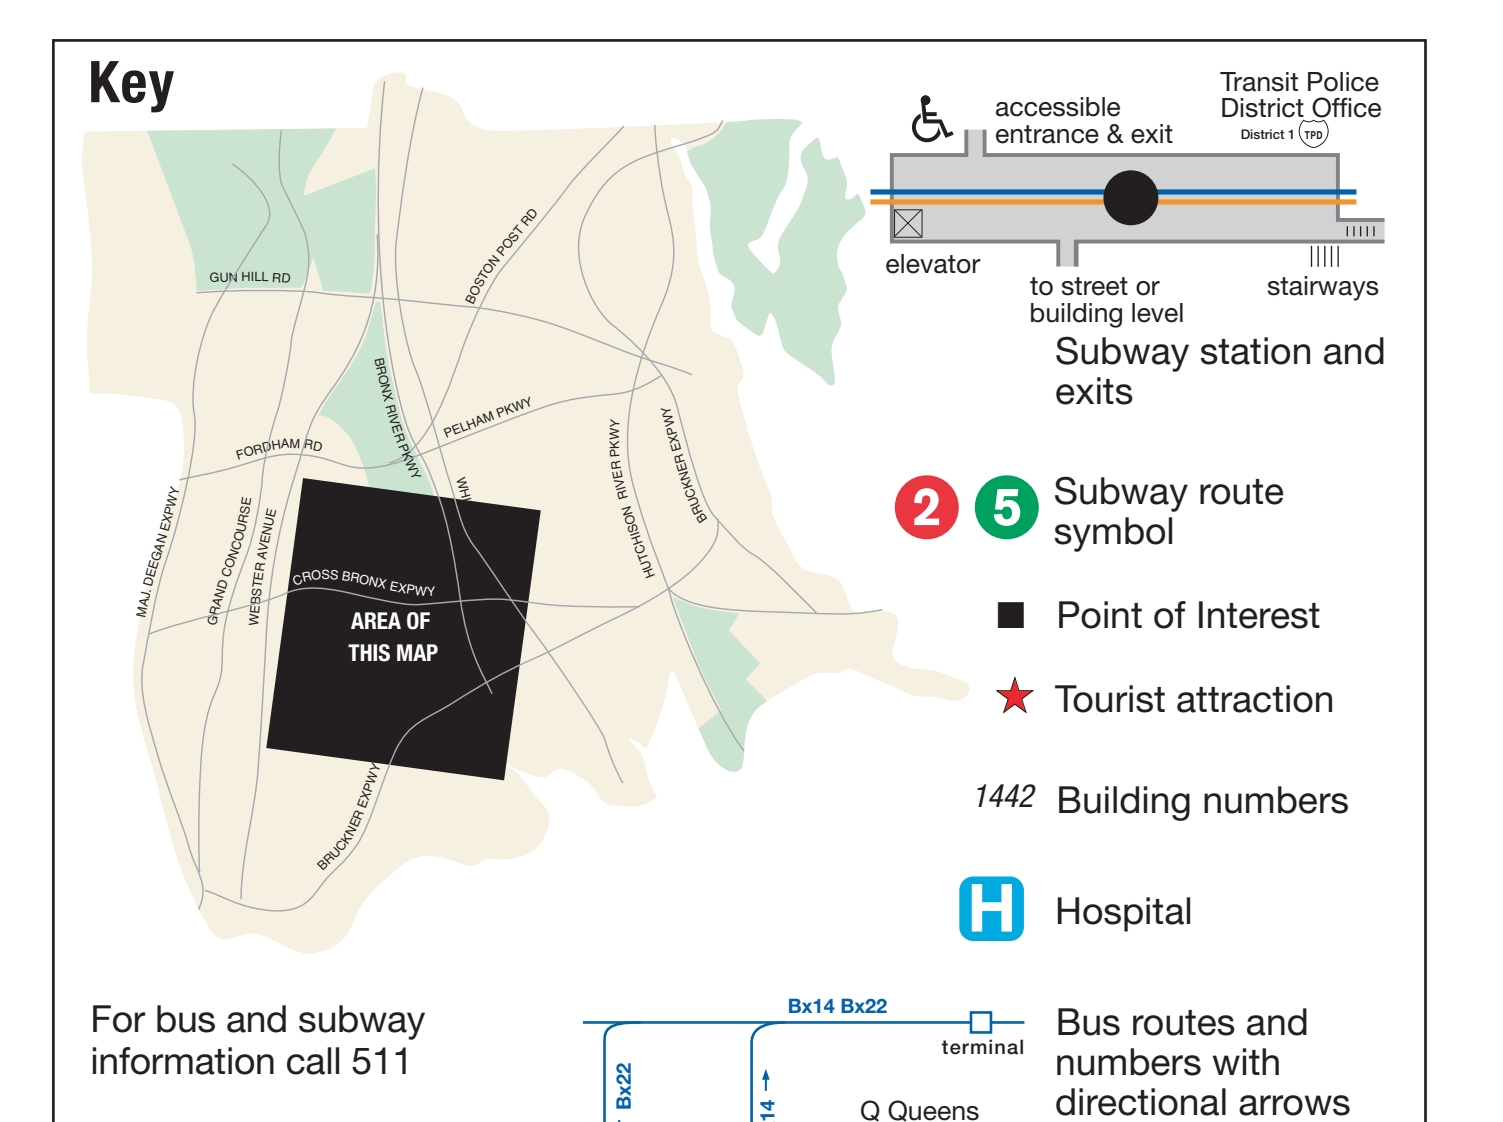 Key
GUN HILL RD
BOSTON POST RD
BRONX RIVER PKWY
PELHAM PKWY
FORDHAM RD
HUTCHISON RIVER PKWY
BRUCKNER EXPWY
MAJ. DEEGAN EXPWY
GRAND CONCOURSE
WEBSTER AVENUE
CROSS BRONX EXPWY
AREA OF
THIS MAP
BRUCKNER EXPWY
accessible
entrance & exit
Transit Police
District Office
District 1 TPD
elevator
to street or
building level
stairways
Subway station and
exits
2 5 Subway route
symbol
Point of Interest
Tourist attraction
1442 Building numbers
H Hospital
For bus and subway
information call 511
Bx14 Bx22
terminal
Bx22
14
Q Queens
Bus routes and
numbers with
directional arrows